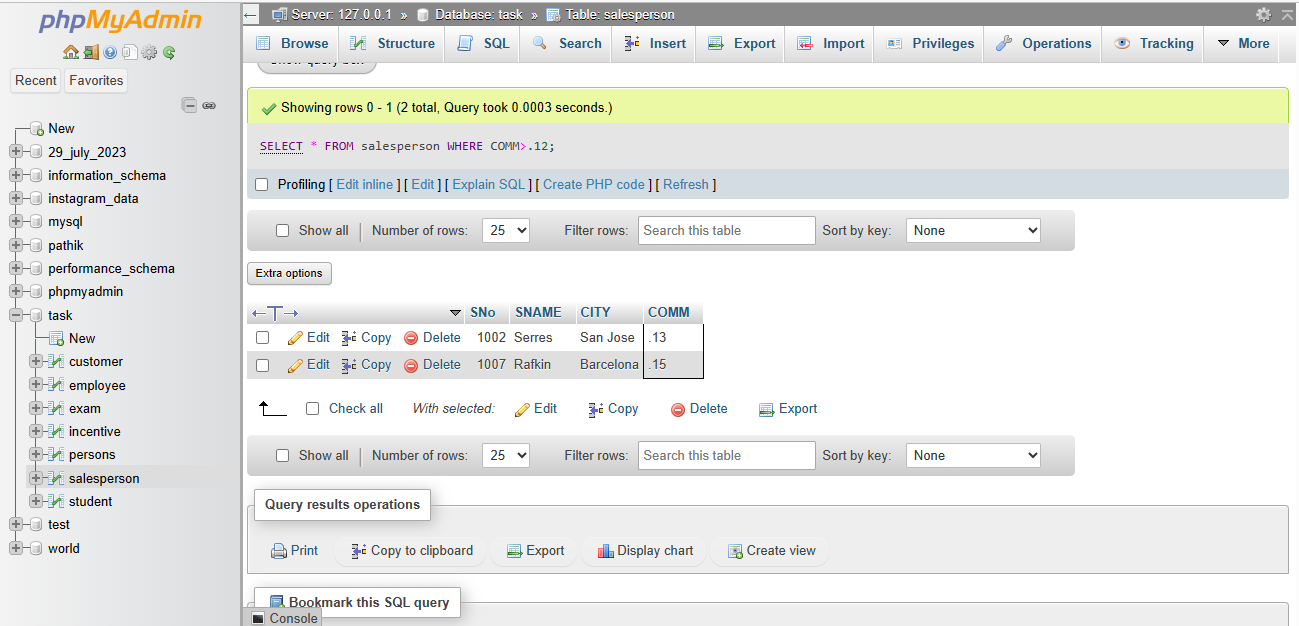 phpMyAdmin
Recent Favorites
New
29_july_2023
information_schema
instagram_data
mysql
pathik
performance_schema
phpmyadmin
task
New
customer
employee
exam
incentive
persons
salesperson
student
test
world
Server: 127.0.0.1 » Database: task » Table: salesperson
Browse Structure SQL Search Insert Export Import Privileges Operations Tracking More
Show query box
Showing rows 0 - 1 (2 total, Query took 0.0003 seconds.)
SELECT * FROM salesperson WHERE COMM>.12;
Profiling [ Edit inline ] [ Edit ] [ Explain SQL ] [ Create PHP code ] [ Refresh ]
Show all | Number of rows: 25 Filter rows: Search this table Sort by key: None
Extra options
←T→ SNo SNAME CITY COMM
Edit Copy Delete 1002 Serres San Jose .13
Edit Copy Delete 1007 Rafkin Barcelona .15
Check all With selected: Edit Copy Delete Export
Show all | Number of rows: 25 Filter rows: Search this table Sort by key: None
Query results operations
Print Copy to clipboard Export Display chart Create view
Bookmark this SQL query
Console